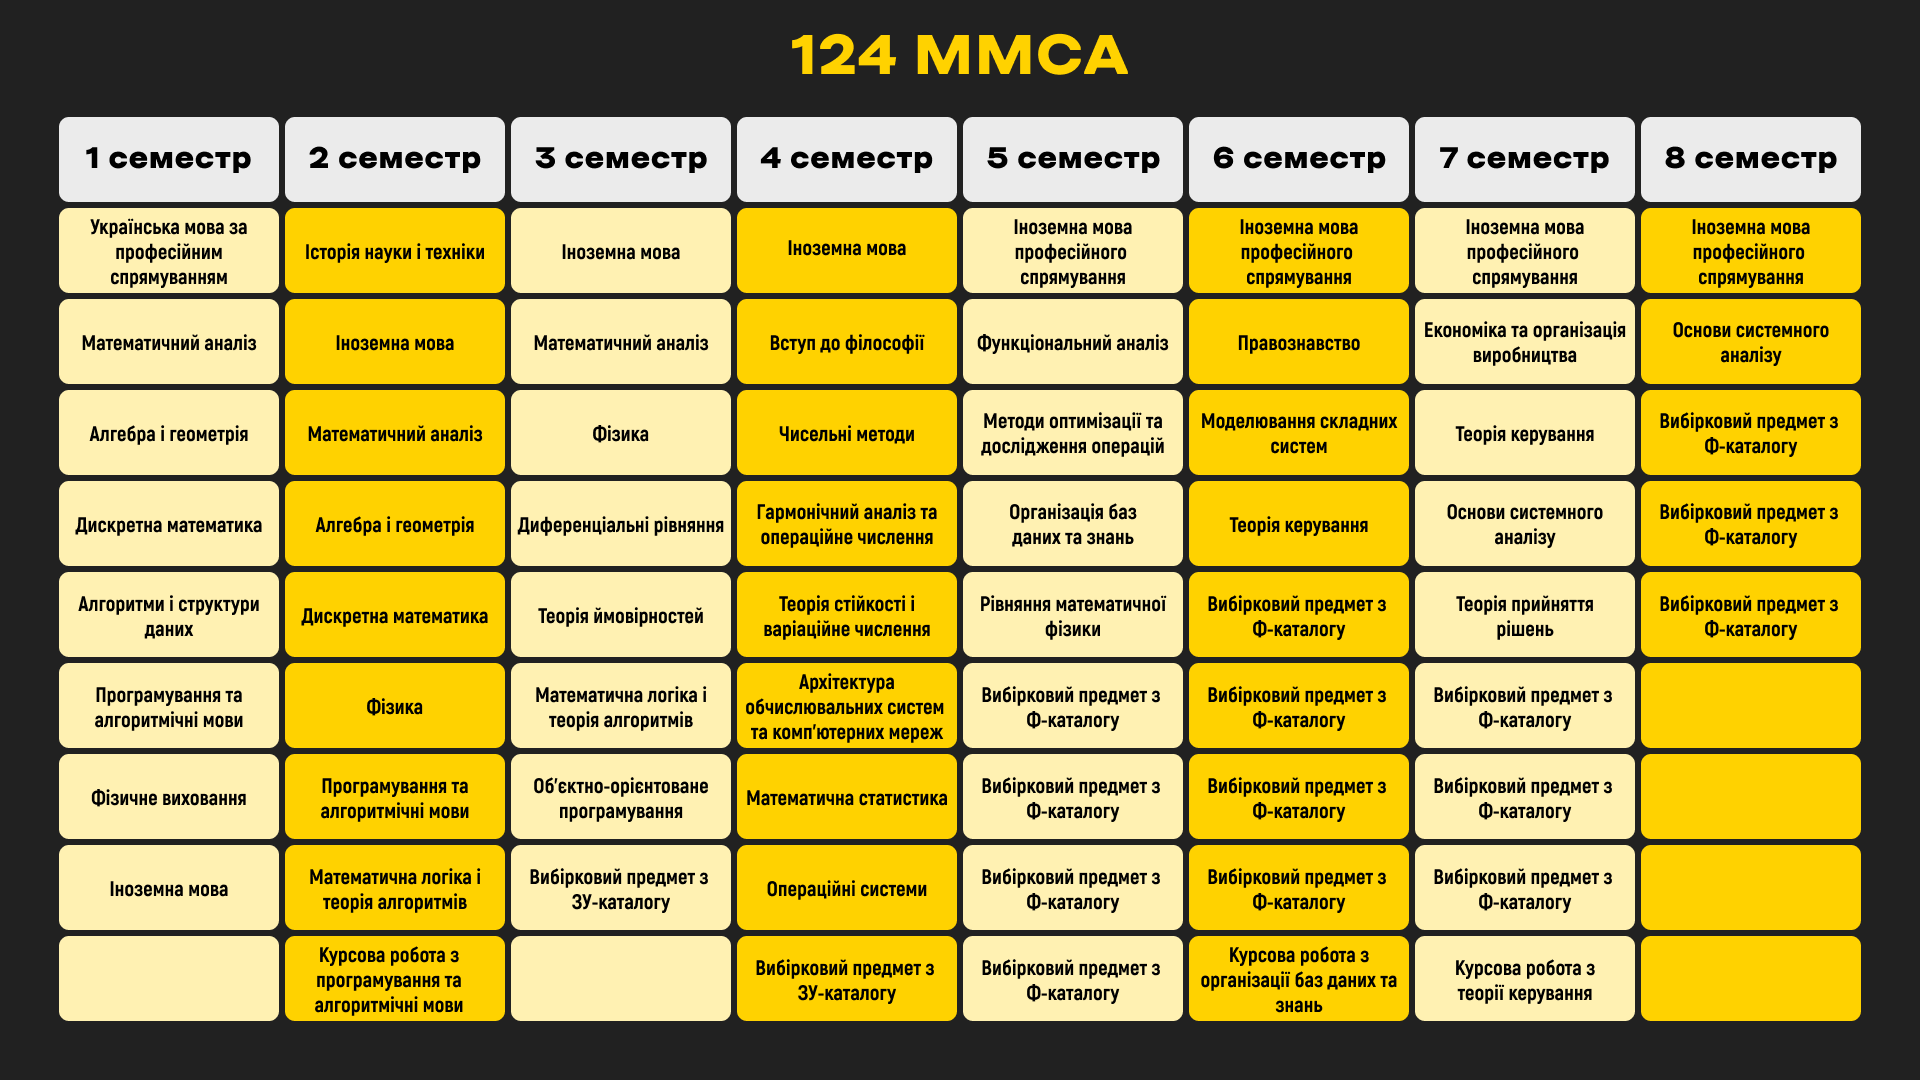 124 ММСА
1 семестр
2 семестр
3 семестр
4 семестр
5 семестр
6 семестр
7 семестр
8 семестр
Українська мова за
професійним
спрямуванням
Історія науки і техніки
Іноземна мова
Іноземна мова
Іноземна мова
професійного
спрямування
Іноземна мова
професійного
спрямування
Іноземна мова
професійного
спрямування
Іноземна мова
професійного
спрямування
Математичний аналіз
Іноземна мова
Математичний аналіз
Вступ до філософії
Функціональний аналіз
Правознавство
Економіка та організація
виробництва
Основи системного
аналізу
Алгебра і геометрія
Математичний аналіз
Фізика
Чисельні методи
Методи оптимізації та
дослідження операцій
Моделювання складних
систем
Теорія керування
Вибірковий предмет з
Ф-каталогу
Дискретна математика
Алгебра і геометрія
Диференціальні рівняння
Гармонічний аналіз та
операційне числення
Організація баз
даних та знань
Теорія керування
Основи системного
аналізу
Вибірковий предмет з
Ф-каталогу
Алгоритми і структури
даних
Дискретна математика
Теорія ймовірностей
Теорія стійкості і
варіаційне числення
Рівняння математичної
фізики
Вибірковий предмет з
Ф-каталогу
Теорія прийняття
рішень
Вибірковий предмет з
Ф-каталогу
Програмування та
алгоритмічні мови
Фізика
Математична логіка і
теорія алгоритмів
Архітектура
обчислювальних систем
та комп'ютерних мереж
Вибірковий предмет з
Ф-каталогу
Вибірковий предмет з
Ф-каталогу
Вибірковий предмет з
Ф-каталогу
Фізичне виховання
Програмування та
алгоритмічні мови
Об'єктно-орієнтоване
програмування
Математична статистика
Вибірковий предмет з
Ф-каталогу
Вибірковий предмет з
Ф-каталогу
Вибірковий предмет з
Ф-каталогу
Іноземна мова
Математична логіка і
теорія алгоритмів
Вибірковий предмет з
ЗУ-каталогу
Операційні системи
Вибірковий предмет з
Ф-каталогу
Вибірковий предмет з
Ф-каталогу
Вибірковий предмет з
Ф-каталогу
Курсова робота з
програмування та
алгоритмічні мови
Вибірковий предмет з
ЗУ-каталогу
Вибірковий предмет з
Ф-каталогу
Курсова робота з
організації баз даних та
знань
Курсова робота з
теорії керування